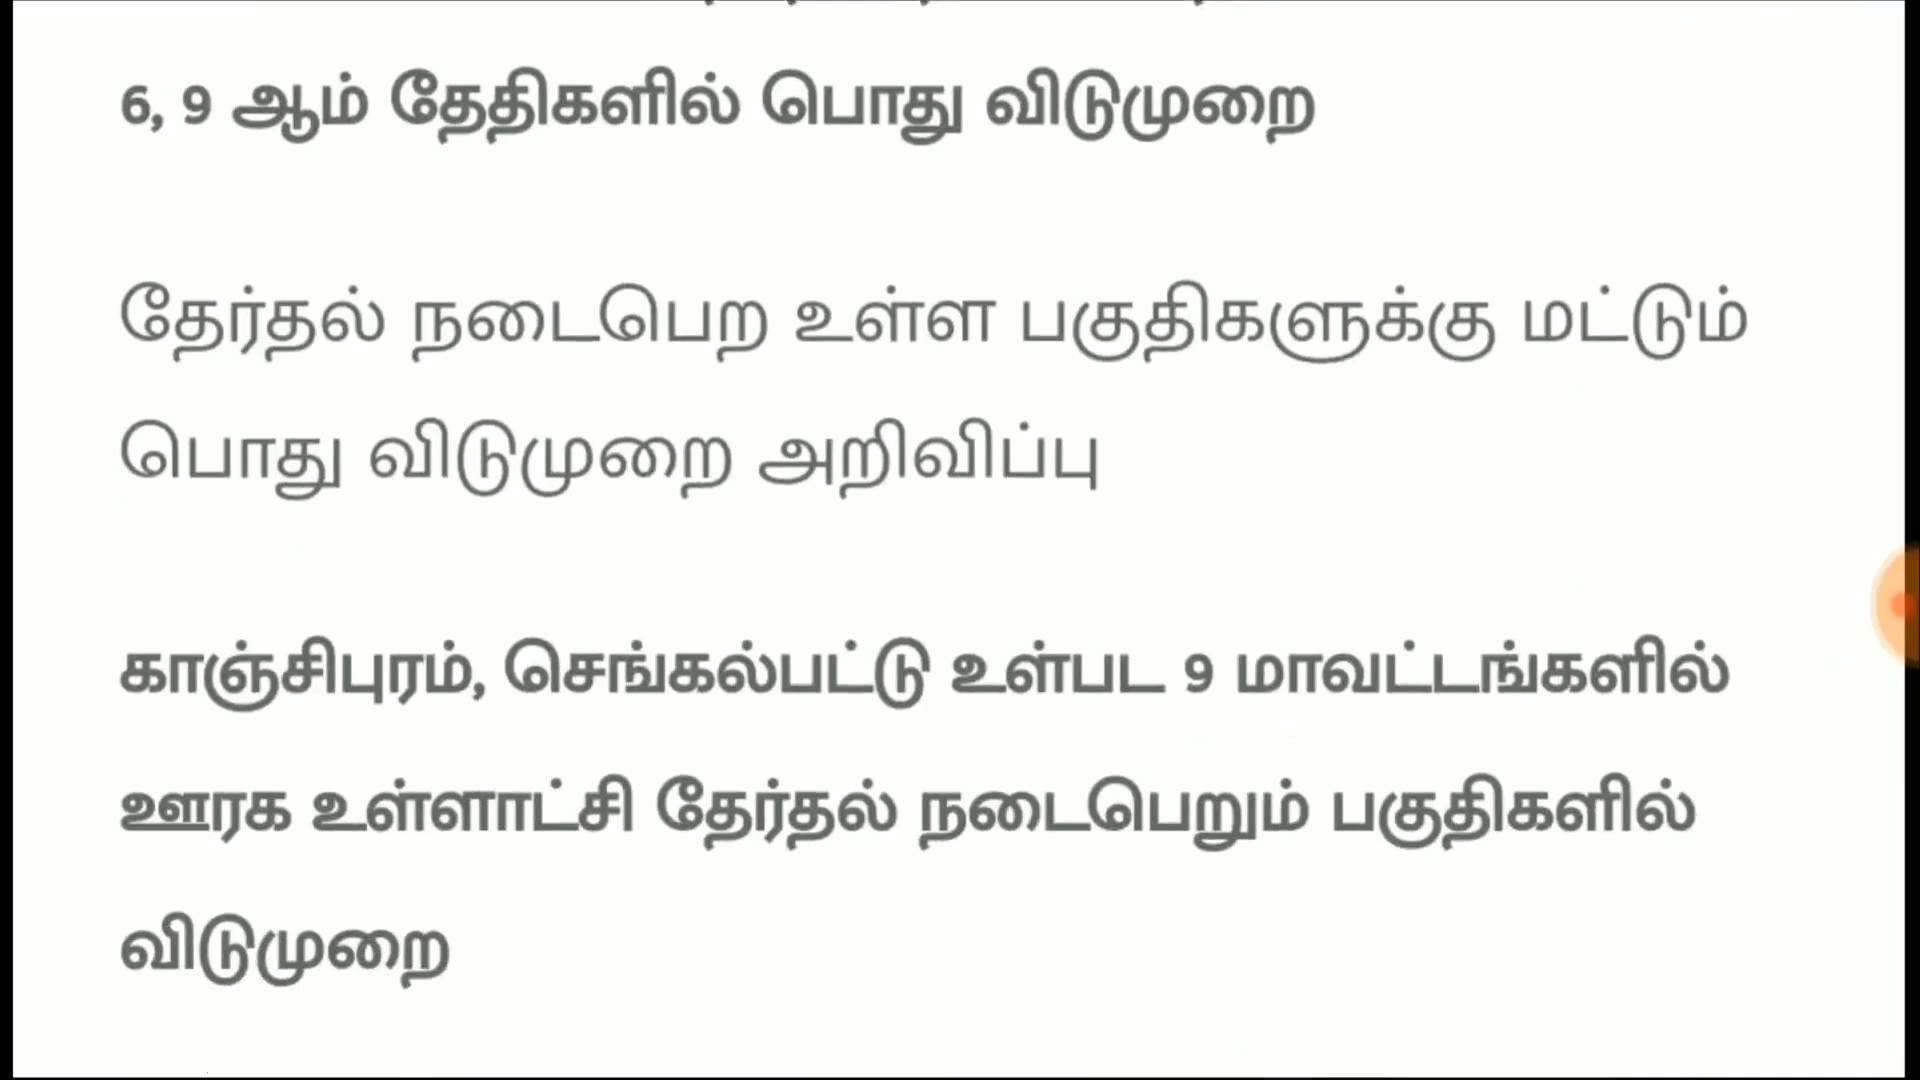 6, 9 ஆம் தேதிகளில் பொது விடுமுறை
தேர்தல் நடைபெற உள்ள பகுதிகளுக்கு மட்டும்
பொது விடுமுறை அறிவிப்பு
காஞ்சிபுரம், செங்கல்பட்டு உள்பட 9 மாவட்டங்களில்
ஊரக உள்ளாட்சி தேர்தல் நடைபெறும் பகுதிகளில்
விடுமுறை